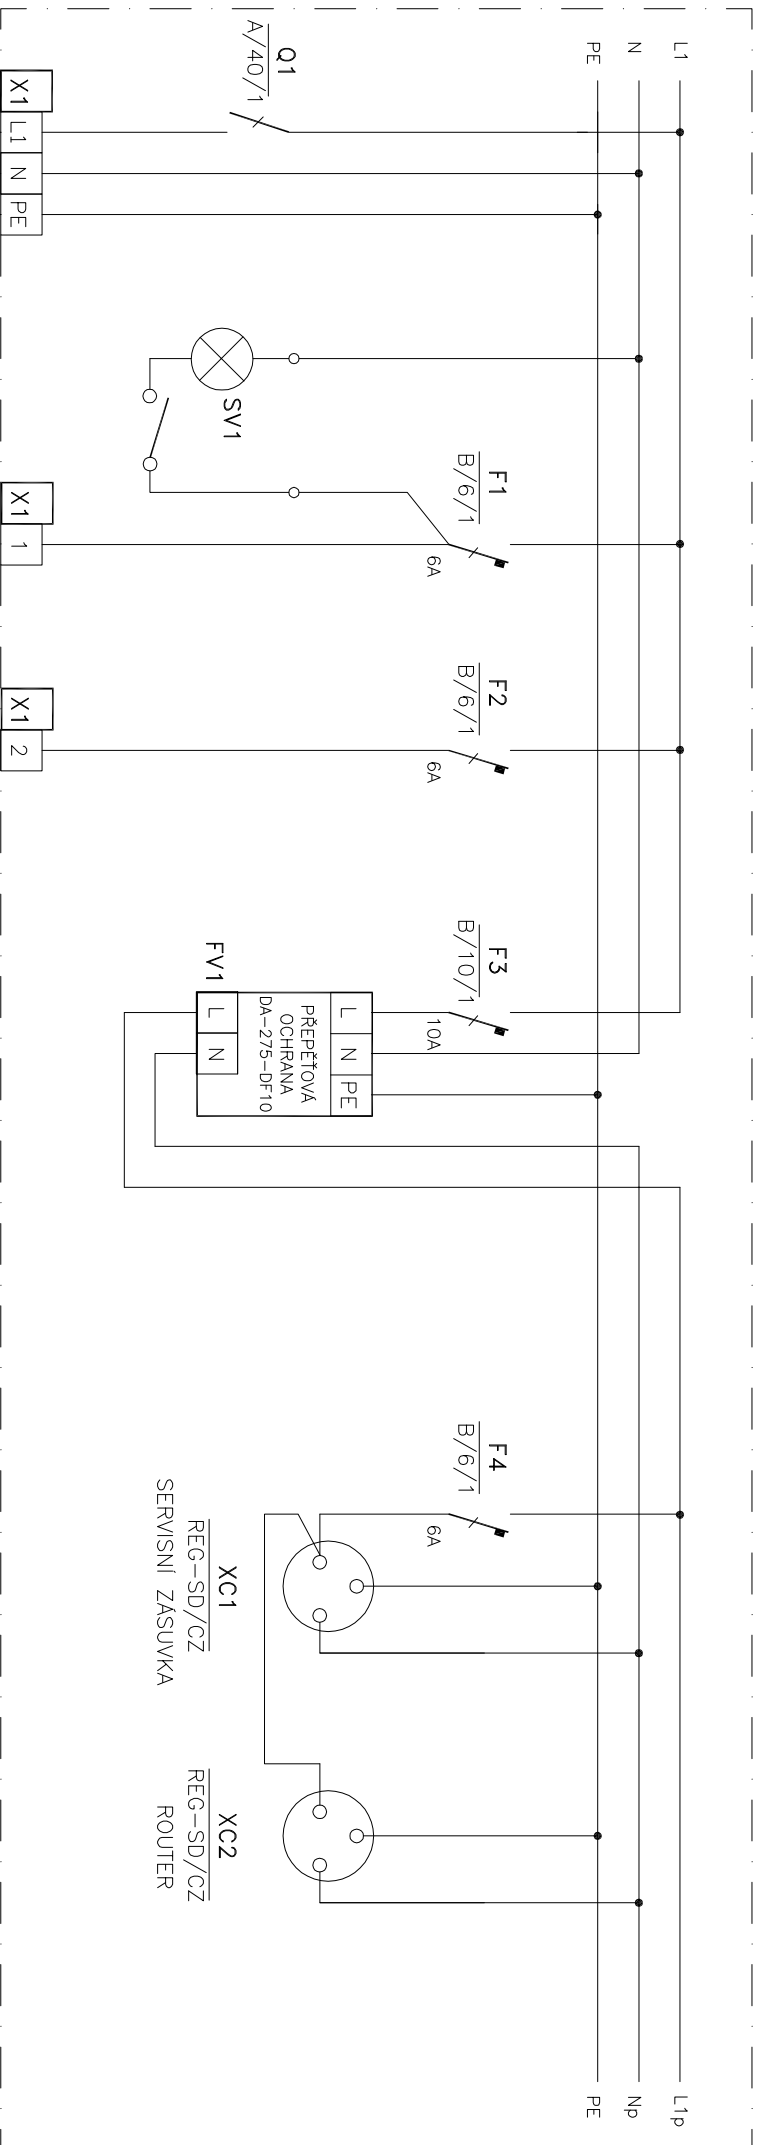 L1
N
PE
Q1
A/40/1
X1
L1
N
PE
SV1
F1
B/6/1
6A
X1
1
F2
B/6/1
6A
X1
2
F3
B/10/1
10A
L
N
PE
PŘEPĚŤOVÁ
OCHRANA
DA-275-DF10
L
N
FV1
F4
B/6/1
6A
XC1
REG-SD/CZ
SERVISNÍ ZÁSUVKA
XC2
REG-SD/CZ
ROUTER
L1p
Np
PE